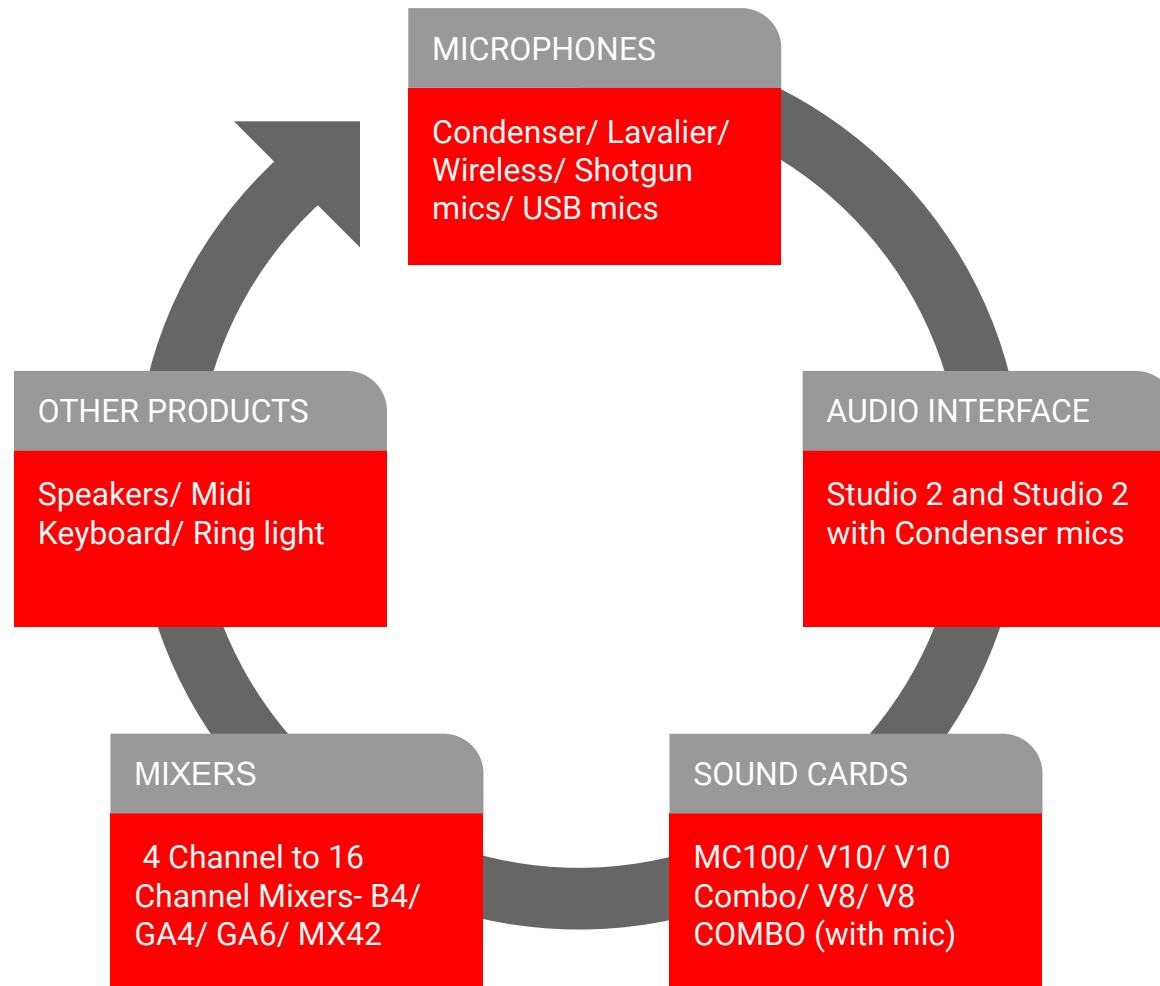 MICROPHONES
Condenser/ Lavalier/
Wireless/ Shotgun
mics/ USB mics
AUDIO INTERFACE
Studio 2 and Studio 2
with Condenser mics
SOUND CARDS
MC100/ V10/ V10
Combo/ V8/ V8
COMBO (with mic)
MIXERS
4 Channel to 16
Channel Mixers- B4/
GA4/ GA6/ MX42
OTHER PRODUCTS
Speakers/ Midi
Keyboard/ Ring light